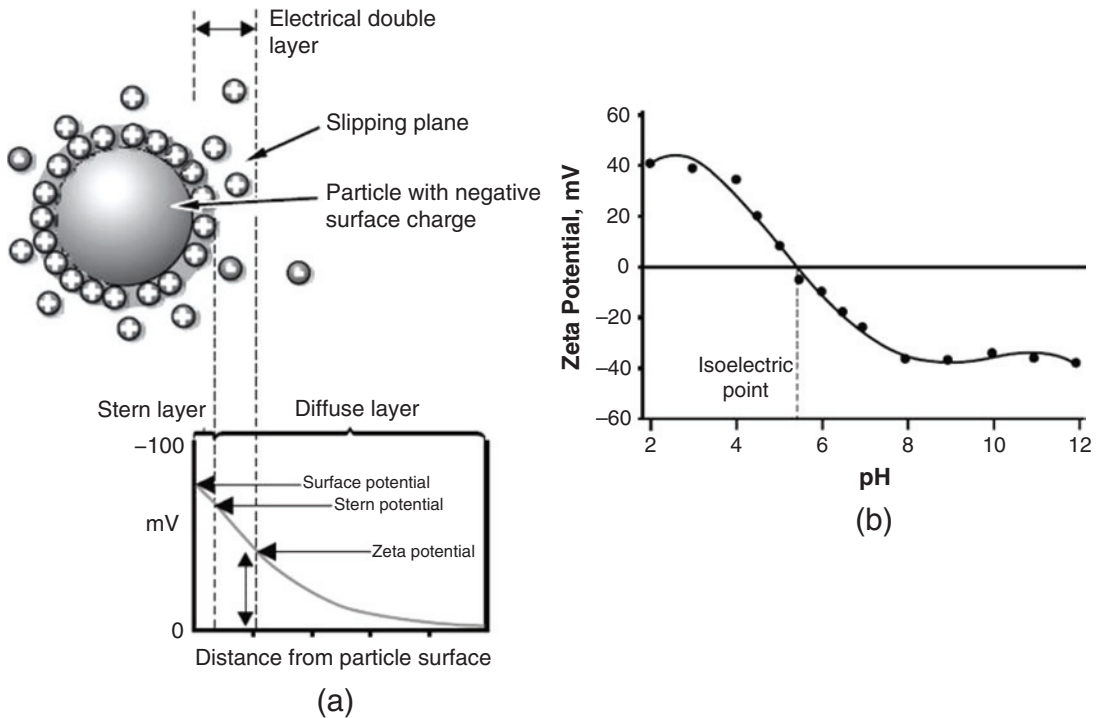 Electrical double
layer
Slipping plane
Particle with negative
surface charge
Stern layer
Diffuse layer
−100
Surface potential
Stern potential
mV
Zeta potential
0
Distance from particle surface
(a)
60
40
20
0
−20
−40
−60
Zeta Potential, mV
Isoelectric
point
2 4 6 8 10 12
pH
(b)